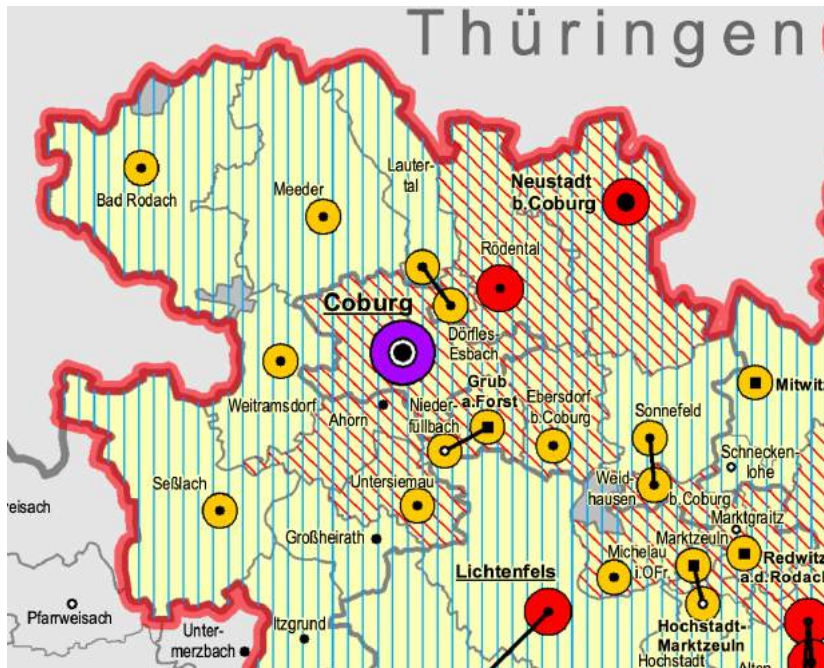 Thüringen
Lauter-
tal
Neustadt
b.Coburg
Bad Rodach
Meeder
Rödental
Coburg
Dörfles-
Esbach
Mitwitz
Grub
a.Forst
Ebersdorf
b.Coburg
Weitramsdorf
Ahorn
Nieder-
füllbach
Sonnefeld
Schnecken-
lohe
Seßlach
Untersiemau
Weid-
hausen
b.Coburg
Marktgraitz
Großheirath
Marktzeuln
Michelau
i.OFr.
Redwitz
a.d.Rodach
eisach
Lichtenfels
Pfarrweisach
Itzgrund
Hochstadt-
Marktzeuln
Unter-
merzbach
Hochstadt
Alten-